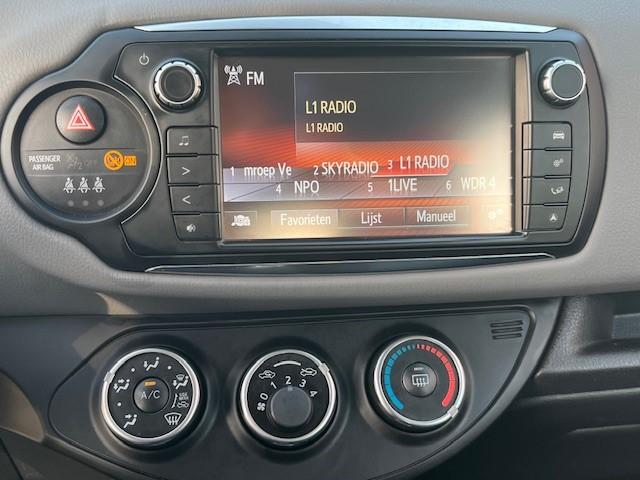 FM
L1 RADIO
L1 RADIO
1 mroep Ve 2 SKYRADIO 3 L1 RADIO
4 NPO 5 1LIVE 6 WDR 4
Favorieten Lijst Manueel
PASSENGER
AIR BAG
OFF ON
A/C
0 1 2 3 4